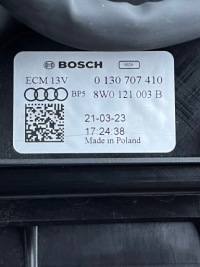 BOSCH
ECM 13V 0 130 707 410
BP5 8W0 121 003 B
21-03-23
17:24:38
Made in Poland